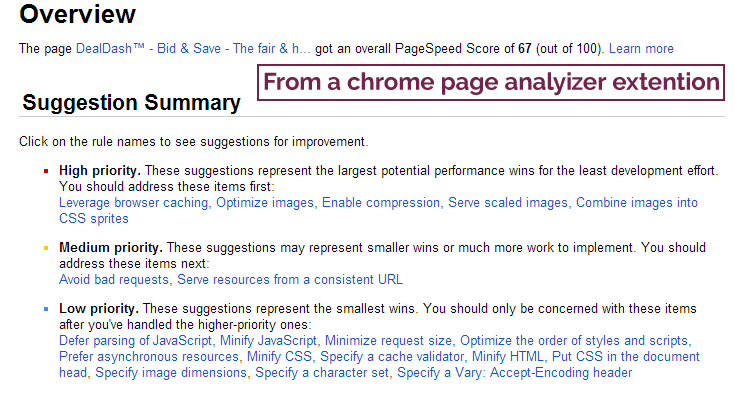 Overview
The page DealDash™ - Bid & Save - The fair & h... got an overall PageSpeed Score of 67 (out of 100). Learn more
From a chrome page analyizer extention
Suggestion Summary
Click on the rule names to see suggestions for improvement.
High priority. These suggestions represent the largest potential performance wins for the least development effort.
You should address these items first:
Leverage browser caching, Optimize images, Enable compression, Serve scaled images, Combine images into
CSS sprites
Medium priority. These suggestions may represent smaller wins or much more work to implement. You should
address these items next:
Avoid bad requests, Serve resources from a consistent URL
Low priority. These suggestions represent the smallest wins. You should only be concerned with these items
after you've handled the higher-priority ones:
Defer parsing of JavaScript, Minify JavaScript, Minimize request size, Optimize the order of styles and scripts,
Prefer asynchronous resources, Minify CSS, Specify a cache validator, Minify HTML, Put CSS in the document
head, Specify image dimensions, Specify a character set, Specify a Vary: Accept-Encoding header